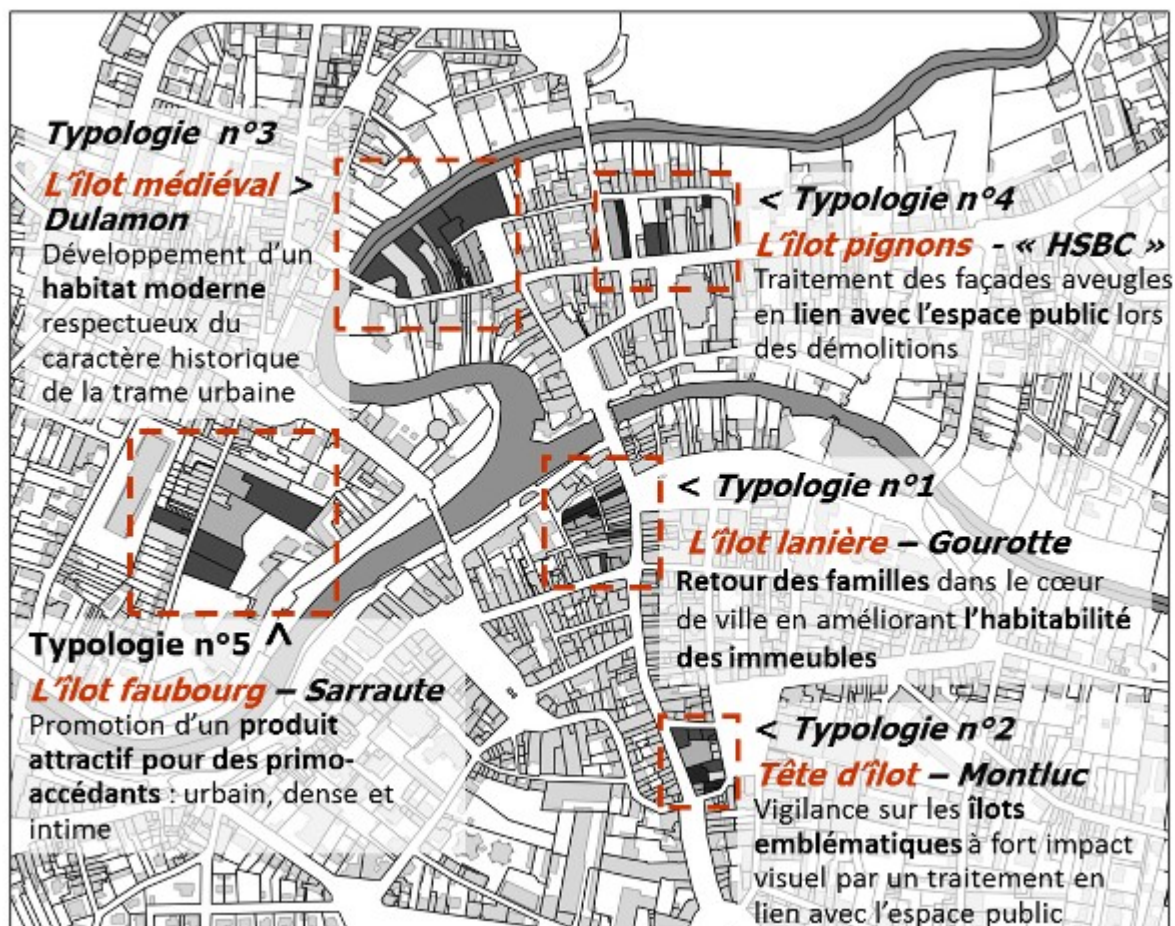 Typologie n°3
L'îlot médiéval >
Dulamon
Développement d'un
habitat moderne
respectueux du
caractère historique
de la trame urbaine
< Typologie n°4
L'îlot pignons - « HSBC »
Traitement des façades aveugles
en lien avec l'espace public lors
des démolitions
< Typologie n°1
L'îlot lanière – Gourotte
Retour des familles dans le cœur
de ville en améliorant l'habitabilité
des immeubles
Typologie n°5 ^
L'îlot faubourg – Sarraute
Promotion d'un produit
attractif pour des primo-
accédants : urbain, dense et
intime
< Typologie n°2
Tête d'îlot – Montluc
Vigilance sur les îlots
emblématiques à fort impact
visuel par un traitement en
lien avec l'espace public